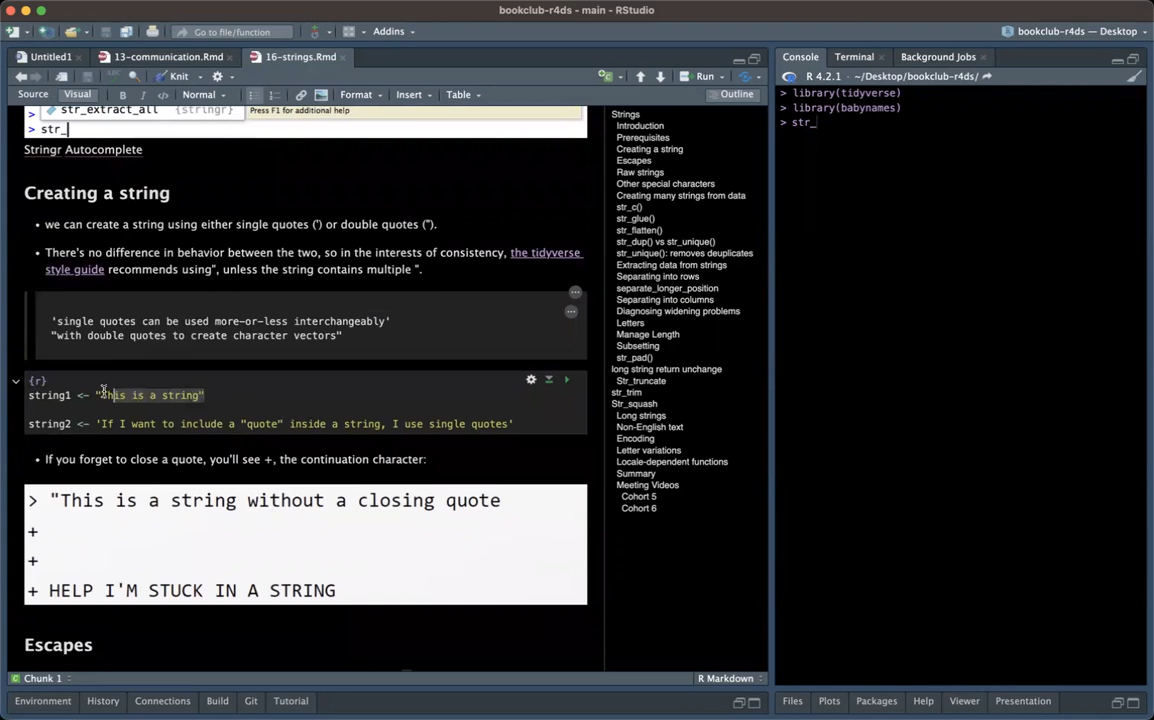 bookclub-r4ds - main - RStudio
Go to file/function
Addins
bookclub-r4ds — Desktop
Untitled1
13-communication.Rmd
16-strings.Rmd
Console
Terminal
Background Jobs
Knit
Run
R 4.2.1 · ~/Desktop/bookclub-r4ds/
Source
Visual
Normal
Format
Insert
Table
Outline
> library(tidyverse)
> library(babynames)
> str_
>
str_extract_all {stringr}
Press F1 for additional help
> str_
Stringr Autocomplete
Creating a string
• we can create a string using either single quotes (') or double quotes (").
• There's no difference in behavior between the two, so in the interests of consistency, the tidyverse
style guide recommends using", unless the string contains multiple ".
'single quotes can be used more-or-less interchangeably'
"with double quotes to create character vectors"
{r}
string1 <- "This is a string"
string2 <- 'If I want to include a "quote" inside a string, I use single quotes'
• If you forget to close a quote, you'll see +, the continuation character:
> "This is a string without a closing quote
+
+
+ HELP I'M STUCK IN A STRING
Escapes
Strings
Introduction
Prerequisites
Creating a string
Escapes
Raw strings
Other special characters
Creating many strings from data
str_c()
str_glue()
str_flatten()
str_dup() vs str_unique()
str_unique(): removes deuplicates
Extracting data from strings
Separating into rows
separate_longer_position
Separating into columns
Diagnosing widening problems
Letters
Manage Length
Subsetting
str_pad()
long string return unchange
Str_truncate
str_trim
Str_squash
Long strings
Non-English text
Encoding
Letter variations
Locale-dependent functions
Summary
Meeting Videos
Cohort 5
Cohort 6
Chunk 1
R Markdown
Environment
History
Connections
Build
Git
Tutorial
Files
Plots
Packages
Help
Viewer
Presentation